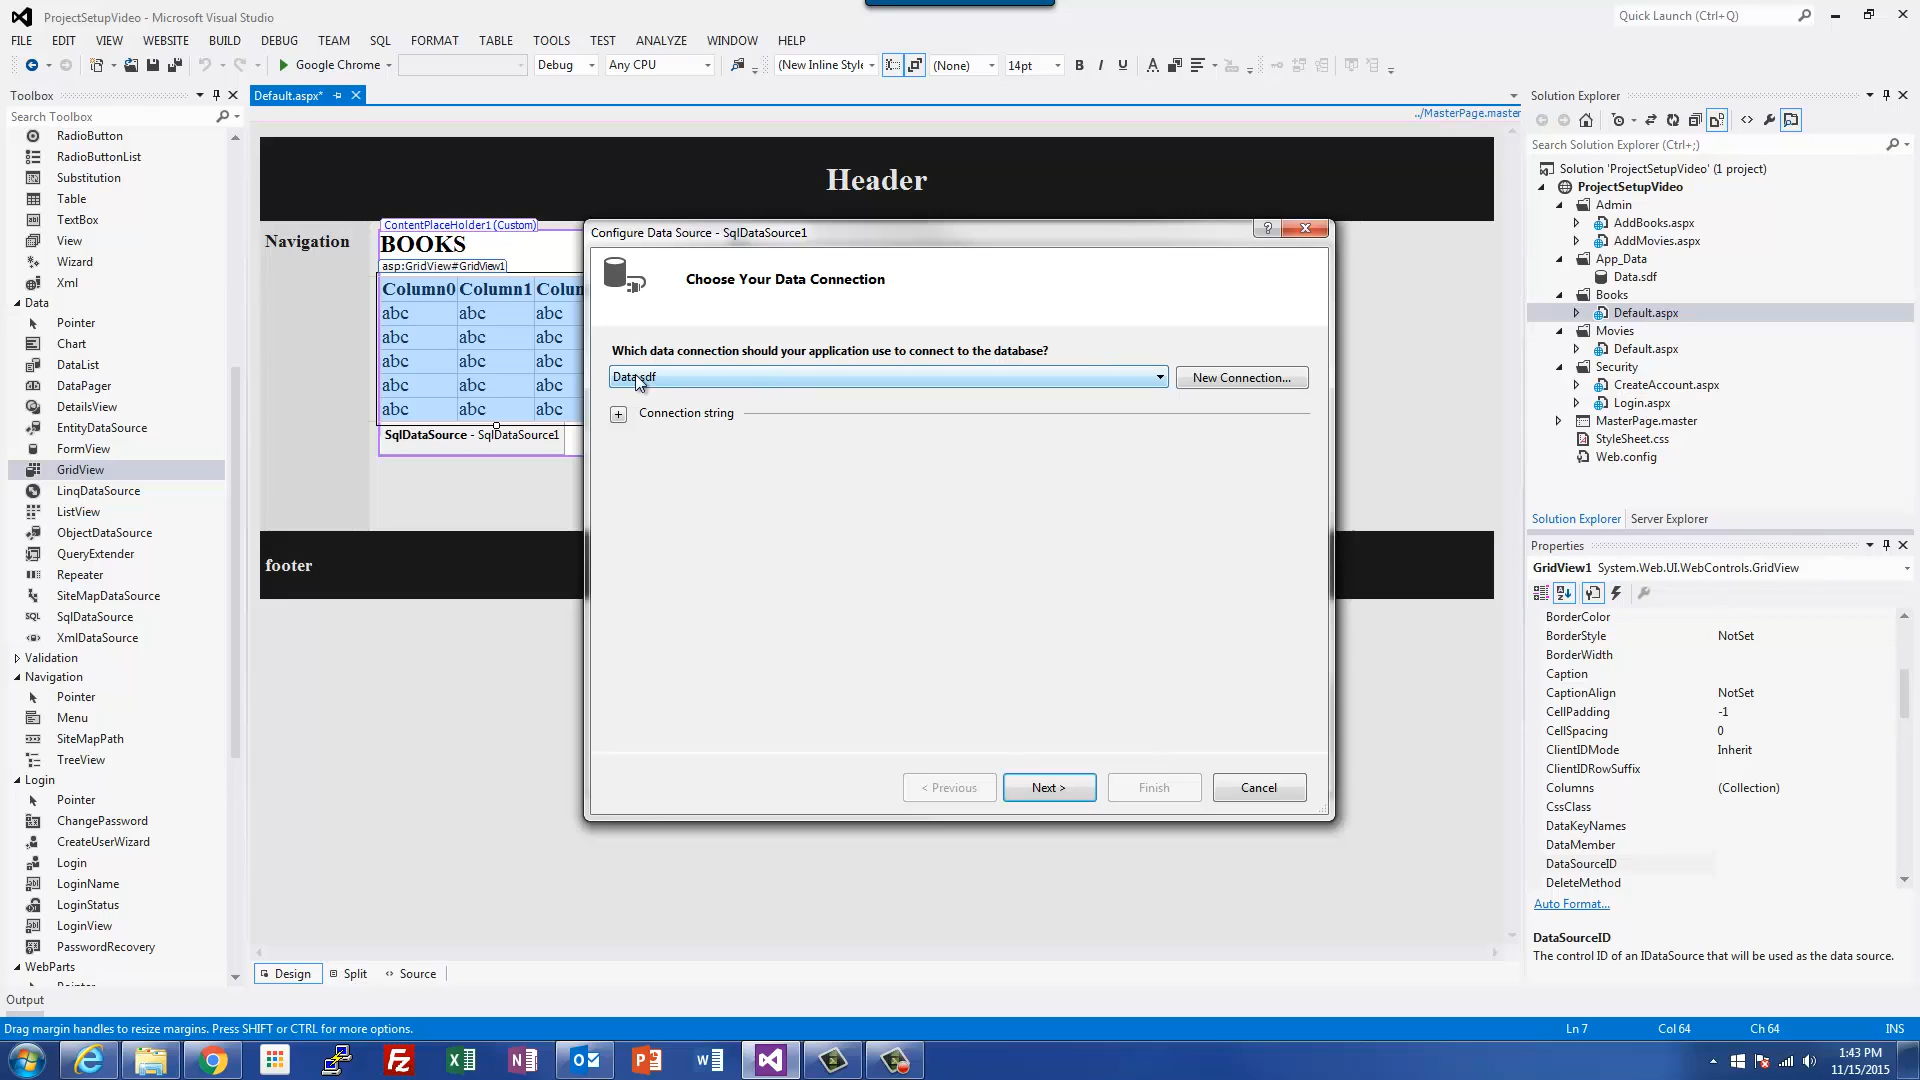 ProjectSetupVideo - Microsoft Visual Studio
Quick Launch (Ctrl+Q)
FILE EDIT VIEW WEBSITE BUILD DEBUG TEAM SQL FORMAT TABLE TOOLS TEST ANALYZE WINDOW HELP
Google Chrome Debug Any CPU (New Inline Style (None) 14pt B I U A
Toolbox
Search Toolbox
RadioButton
RadioButtonList
Substitution
Table
TextBox
View
Wizard
Xml
Data
Pointer
Chart
DataList
DataPager
DetailsView
EntityDataSource
FormView
GridView
LinqDataSource
ListView
ObjectDataSource
QueryExtender
Repeater
SiteMapDataSource
SqlDataSource
XmlDataSource
Validation
Navigation
Pointer
Menu
SiteMapPath
TreeView
Login
Pointer
ChangePassword
CreateUserWizard
Login
LoginName
LoginStatus
LoginView
PasswordRecovery
WebParts
Output
Default.aspx*
../MasterPage.master
Header
Navigation
ContentPlaceHolder1 (Custom)
BOOKS
asp:GridView#GridView1
Column0 Column1 Colum
abc abc abc
abc abc abc
abc abc abc
abc abc abc
abc abc abc
SqlDataSource - SqlDataSource1
footer
Design Split Source
Configure Data Source - SqlDataSource1
Choose Your Data Connection
Which data connection should your application use to connect to the database?
Data.sdf
New Connection...
Connection string
< Previous Next > Finish Cancel
Solution Explorer
Search Solution Explorer (Ctrl+;)
Solution 'ProjectSetupVideo' (1 project)
ProjectSetupVideo
Admin
AddBooks.aspx
AddMovies.aspx
App_Data
Data.sdf
Books
Default.aspx
Movies
Default.aspx
Security
CreateAccount.aspx
Login.aspx
MasterPage.master
StyleSheet.css
Web.config
Solution Explorer Server Explorer
Properties
GridView1 System.Web.UI.WebControls.GridView
BorderColor
BorderStyle NotSet
BorderWidth
Caption
CaptionAlign NotSet
CellPadding -1
CellSpacing 0
ClientIDMode Inherit
ClientIDRowSuffix
Columns (Collection)
CssClass
DataKeyNames
DataMember
DataSourceID
DeleteMethod
Auto Format...
DataSourceID
The control ID of an IDataSource that will be used as the data source.
Drag margin handles to resize margins. Press SHIFT or CTRL for more options.
Ln 7 Col 64 Ch 64 INS
1:43 PM
11/15/2015